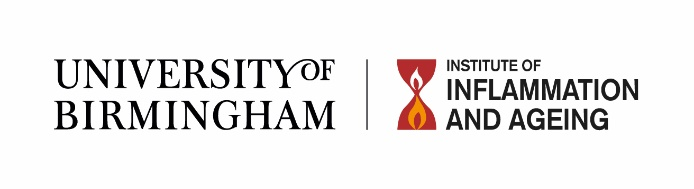 UNIVERSITY OF
BIRMINGHAM
INSTITUTE OF
INFLAMMATION
AND AGEING